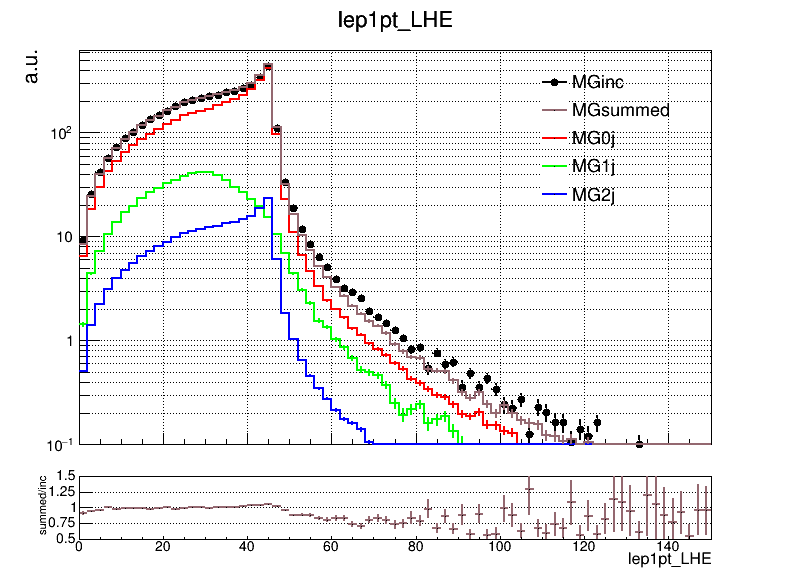 lep1pt_LHE
a.u.
MGinc
MGsummed
MG0j
MG1j
MG2j
10²
10
1
10⁻¹
summed/inc
1.5
1.25
1
0.75
0.5
0 20 40 60 80 100 120 140
lep1pt_LHE